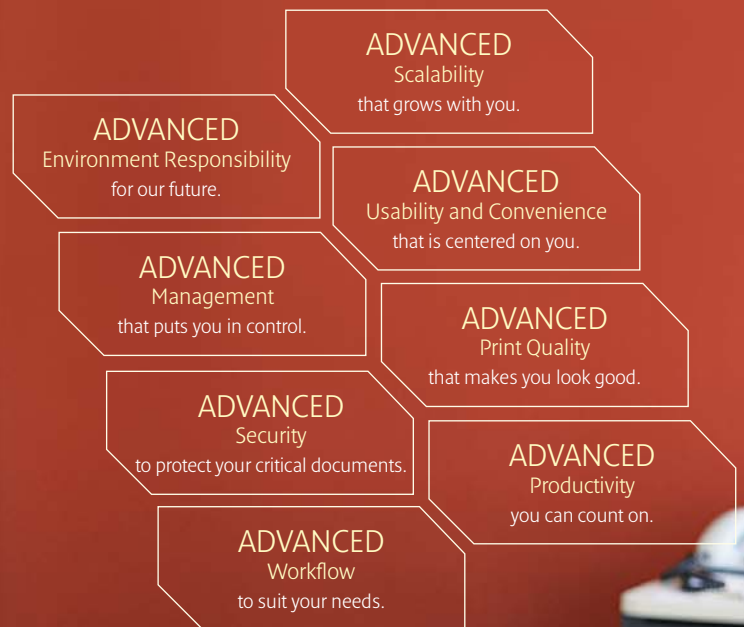 ADVANCED
Scalability
that grows with you.
ADVANCED
Environment Responsibility
for our future.
ADVANCED
Usability and Convenience
that is centered on you.
ADVANCED
Management
that puts you in control.
ADVANCED
Print Quality
that makes you look good.
ADVANCED
Security
to protect your critical documents.
ADVANCED
Productivity
you can count on.
ADVANCED
Workflow
to suit your needs.